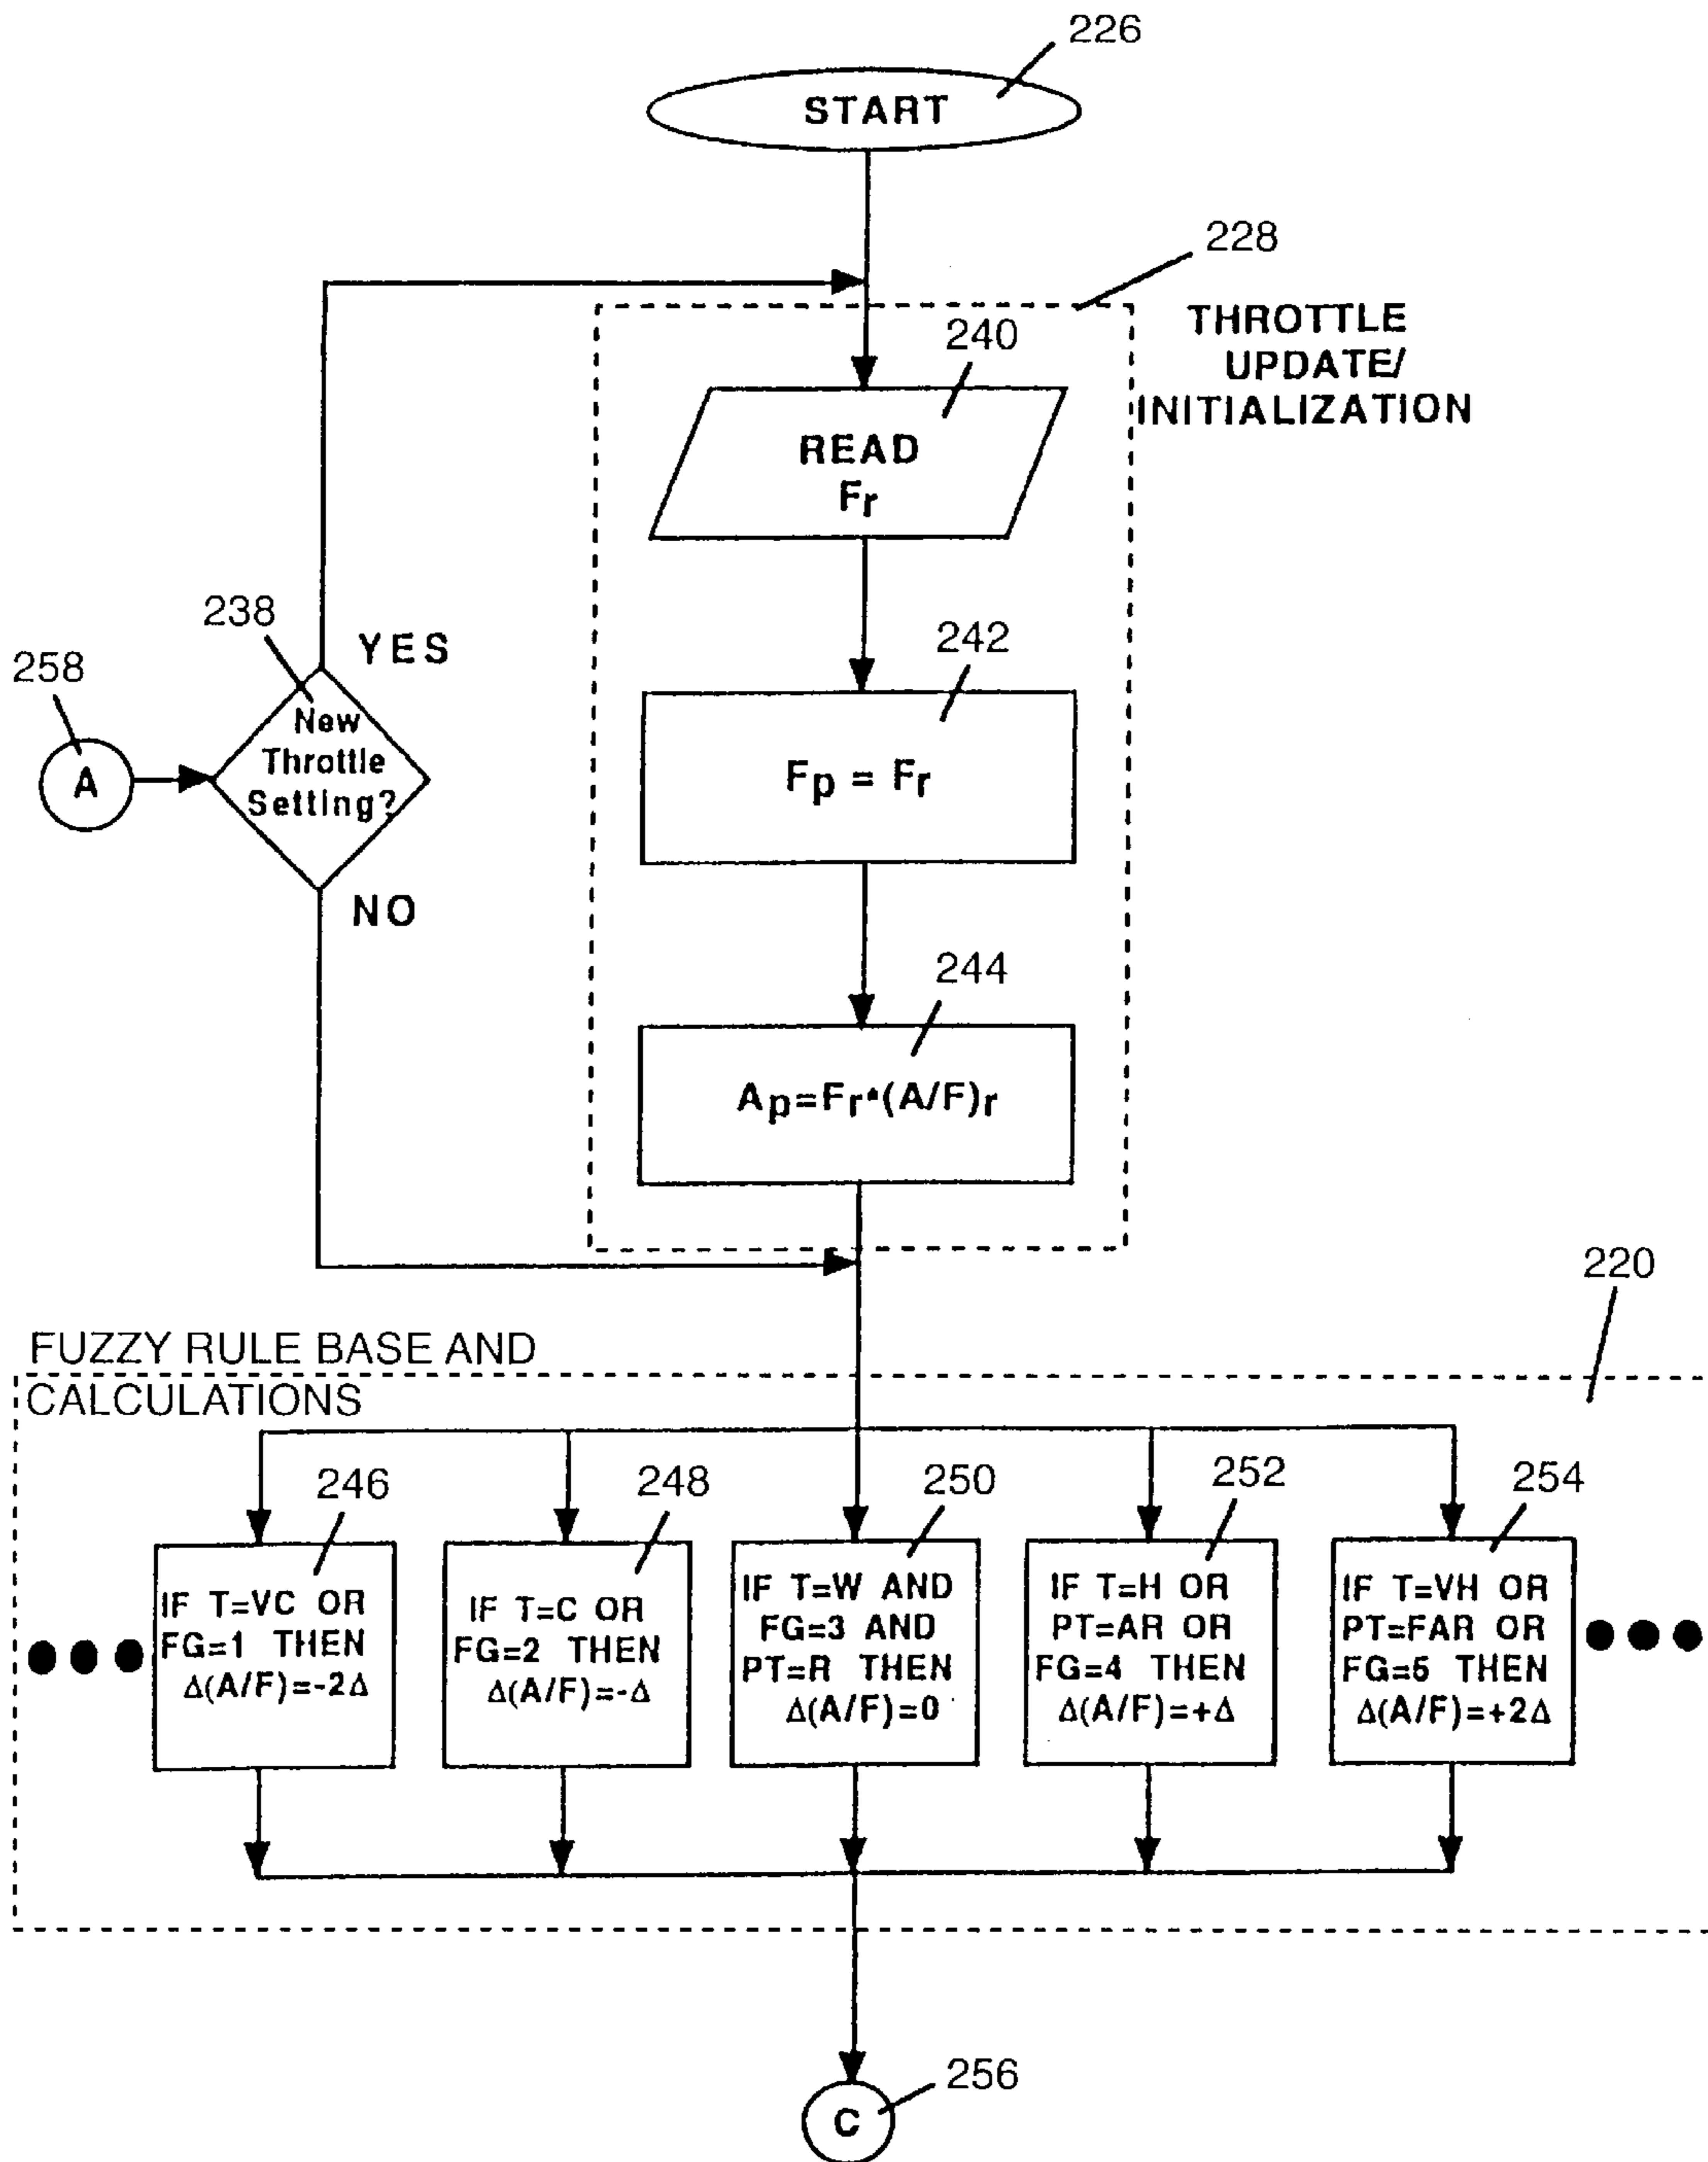 226
START
228
THROTTLE
UPDATE/
INITIALIZATION
240
READ
Fr
238
YES
258
New
Throttle
Setting?
A
NO
242
Fp = Fr
244
Ap=Fr*(A/F)r
220
FUZZY RULE BASE AND
CALCULATIONS
246
IF T=VC OR
FG=1 THEN
Δ(A/F)=-2Δ
248
IF T=C OR
FG=2 THEN
Δ(A/F)=-Δ
250
IF T=W AND
FG=3 AND
PT=R THEN
Δ(A/F)=0
252
IF T=H OR
PT=AR OR
FG=4 THEN
Δ(A/F)=+Δ
254
IF T=VH OR
PT=FAR OR
FG=5 THEN
Δ(A/F)=+2Δ
256
C